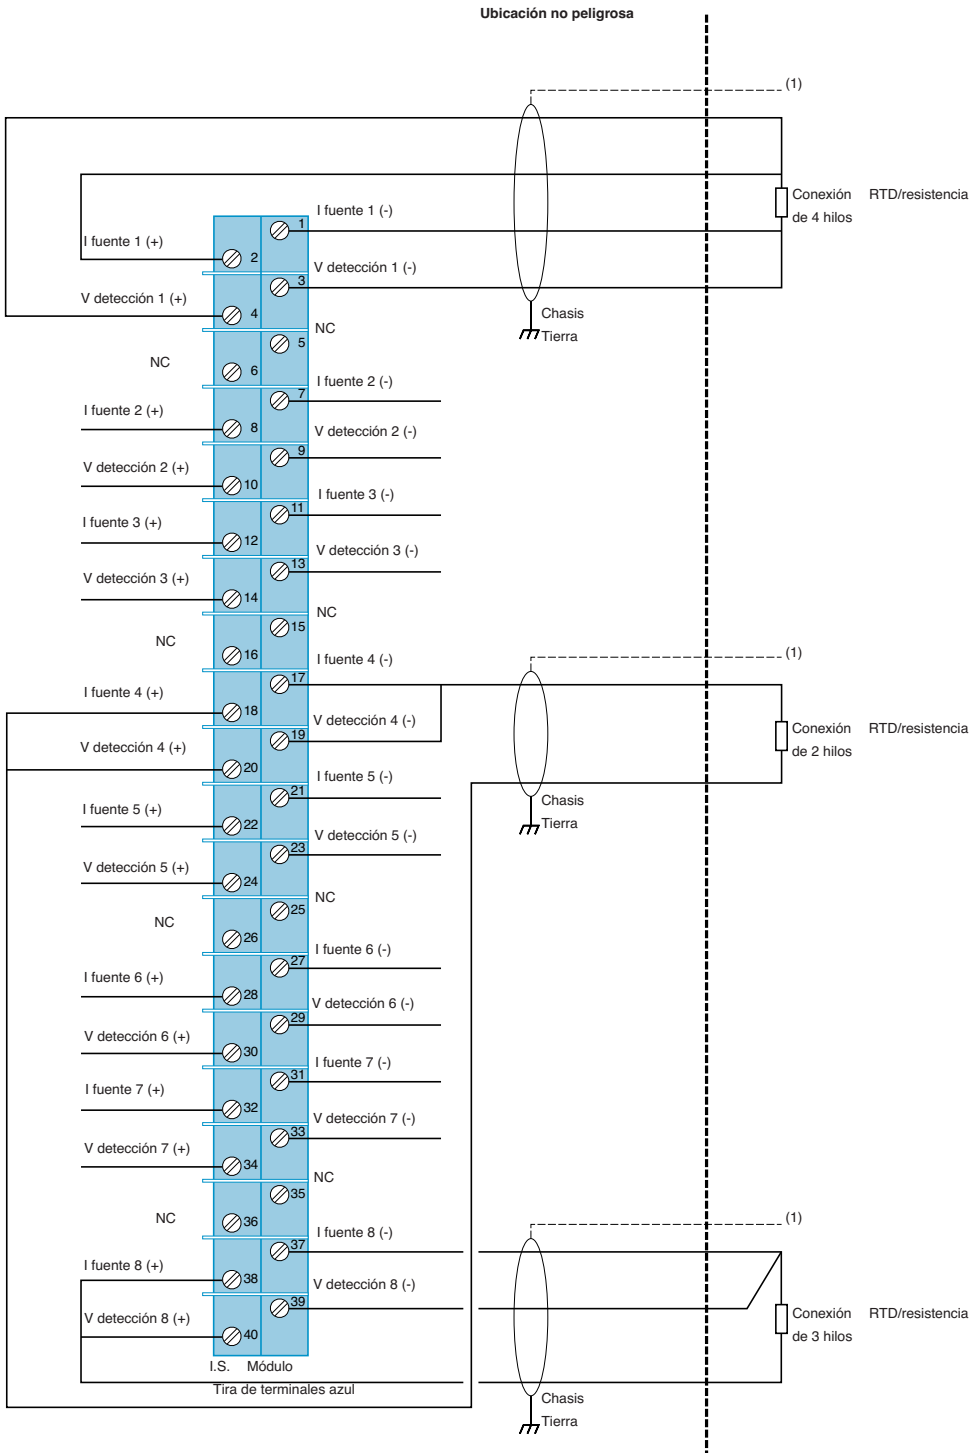 Ubicación no peligrosa
(1)
Conexión RTD/resistencia
de 4 hilos
I fuente 1 (-)
1
I fuente 1 (+)
2
V detección 1 (-)
3
V detección 1 (+)
4
Chasis
Tierra
NC
5
NC
6
I fuente 2 (-)
7
I fuente 2 (+)
8
V detección 2 (-)
9
V detección 2 (+)
10
I fuente 3 (-)
11
I fuente 3 (+)
12
V detección 3 (-)
13
V detección 3 (+)
14
NC
15
NC
16
I fuente 4 (-)
(1)
17
I fuente 4 (+)
18
V detección 4 (-)
19
Conexión RTD/resistencia
de 2 hilos
V detección 4 (+)
20
I fuente 5 (-)
21
Chasis
Tierra
I fuente 5 (+)
22
V detección 5 (-)
23
V detección 5 (+)
24
NC
25
NC
26
I fuente 6 (-)
27
I fuente 6 (+)
28
V detección 6 (-)
29
V detección 6 (+)
30
I fuente 7 (-)
31
I fuente 7 (+)
32
V detección 7 (-)
33
V detección 7 (+)
34
NC
35
NC
36
(1)
I fuente 8 (-)
37
I fuente 8 (+)
38
V detección 8 (-)
39
V detección 8 (+)
40
Conexión RTD/resistencia
de 3 hilos
I.S. Módulo
Tira de terminales azul
Chasis
Tierra